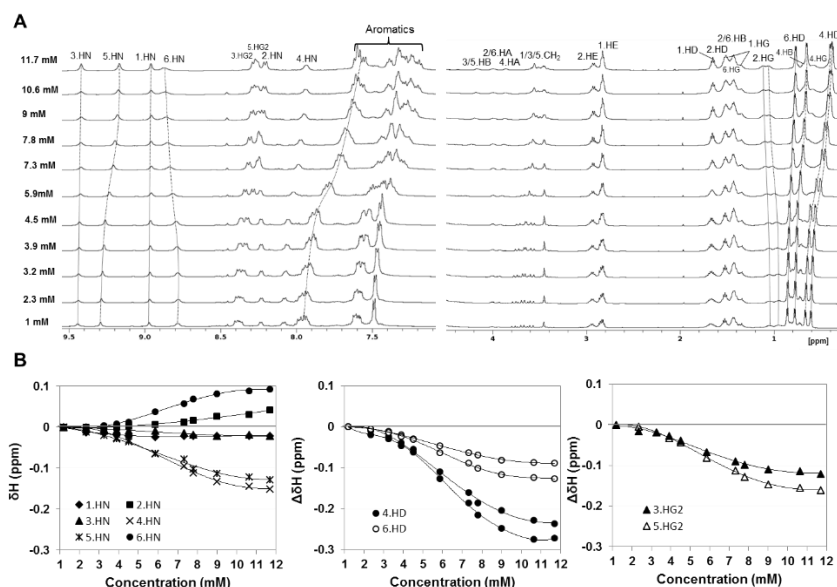 A
Aromatics
3.HN 5.HN 1.HN 6.HN 3.HG2 5.HG2 2.HN 4.HN 3/5.HB 2/6.HA 4.HA 1/3/5.CH2 2.HE 1.HE 1.HD 2.HD 2/6.HB 6.HG 1.HG 2.HG 6.HD 4.HB 4.HG 4.HD
11.7 mM
10.6 mM
9 mM
7.8 mM
7.3 mM
5.9mM
4.5 mM
3.9 mM
3.2 mM
2.3 mM
1 mM
9.5 9.0 8.5 8.0 7.5 4 3 2 1 [ppm]
B
δH (ppm)
0.1
0
-0.1
-0.2
-0.3
1.HN 2.HN
3.HN 4.HN
5.HN 6.HN
1 2 3 4 5 6 7 8 9 10 11 12
Concentration (mM)
ΔδH (ppm)
0.1
0
-0.1
-0.2
-0.3
4.HD
6.HD
1 2 3 4 5 6 7 8 9 10 11 12
Concentration (mM)
ΔδH (ppm)
0.1
0
-0.1
-0.2
-0.3
3.HG2
5.HG2
1 2 3 4 5 6 7 8 9 10 11 12
Concentration (mM)